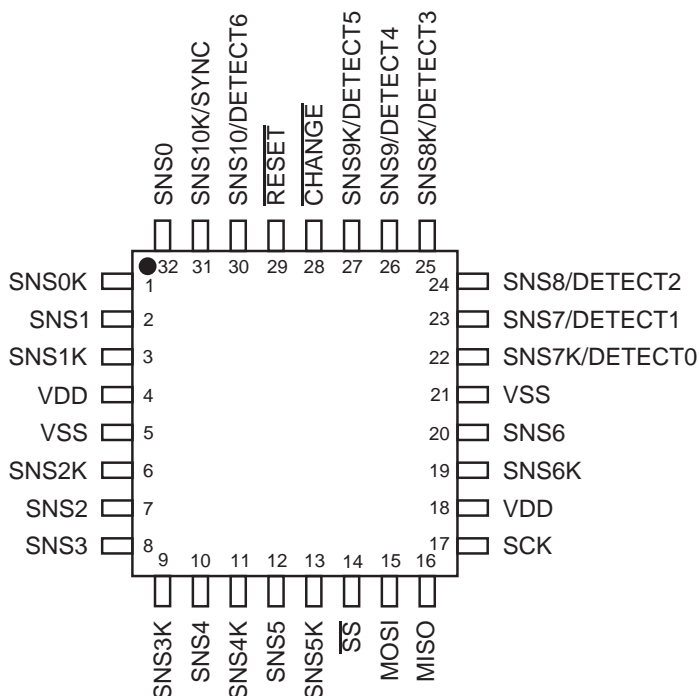 SNS0
SNS10K/SYNC
SNS10/DETECT6
RESET
CHANGE
SNS9K/DETECT5
SNS9/DETECT4
SNS8K/DETECT3
32 31 30 29 28 27 26 25
SNS0K 1
SNS1 2
SNS1K 3
VDD 4
VSS 5
SNS2K 6
SNS2 7
SNS3 8
24 SNS8/DETECT2
23 SNS7/DETECT1
22 SNS7K/DETECT0
21 VSS
20 SNS6
19 SNS6K
18 VDD
17 SCK
9 10 11 12 13 14 15 16
SNS3K
SNS4
SNS4K
SNS5
SNS5K
SS
MOSI
MISO